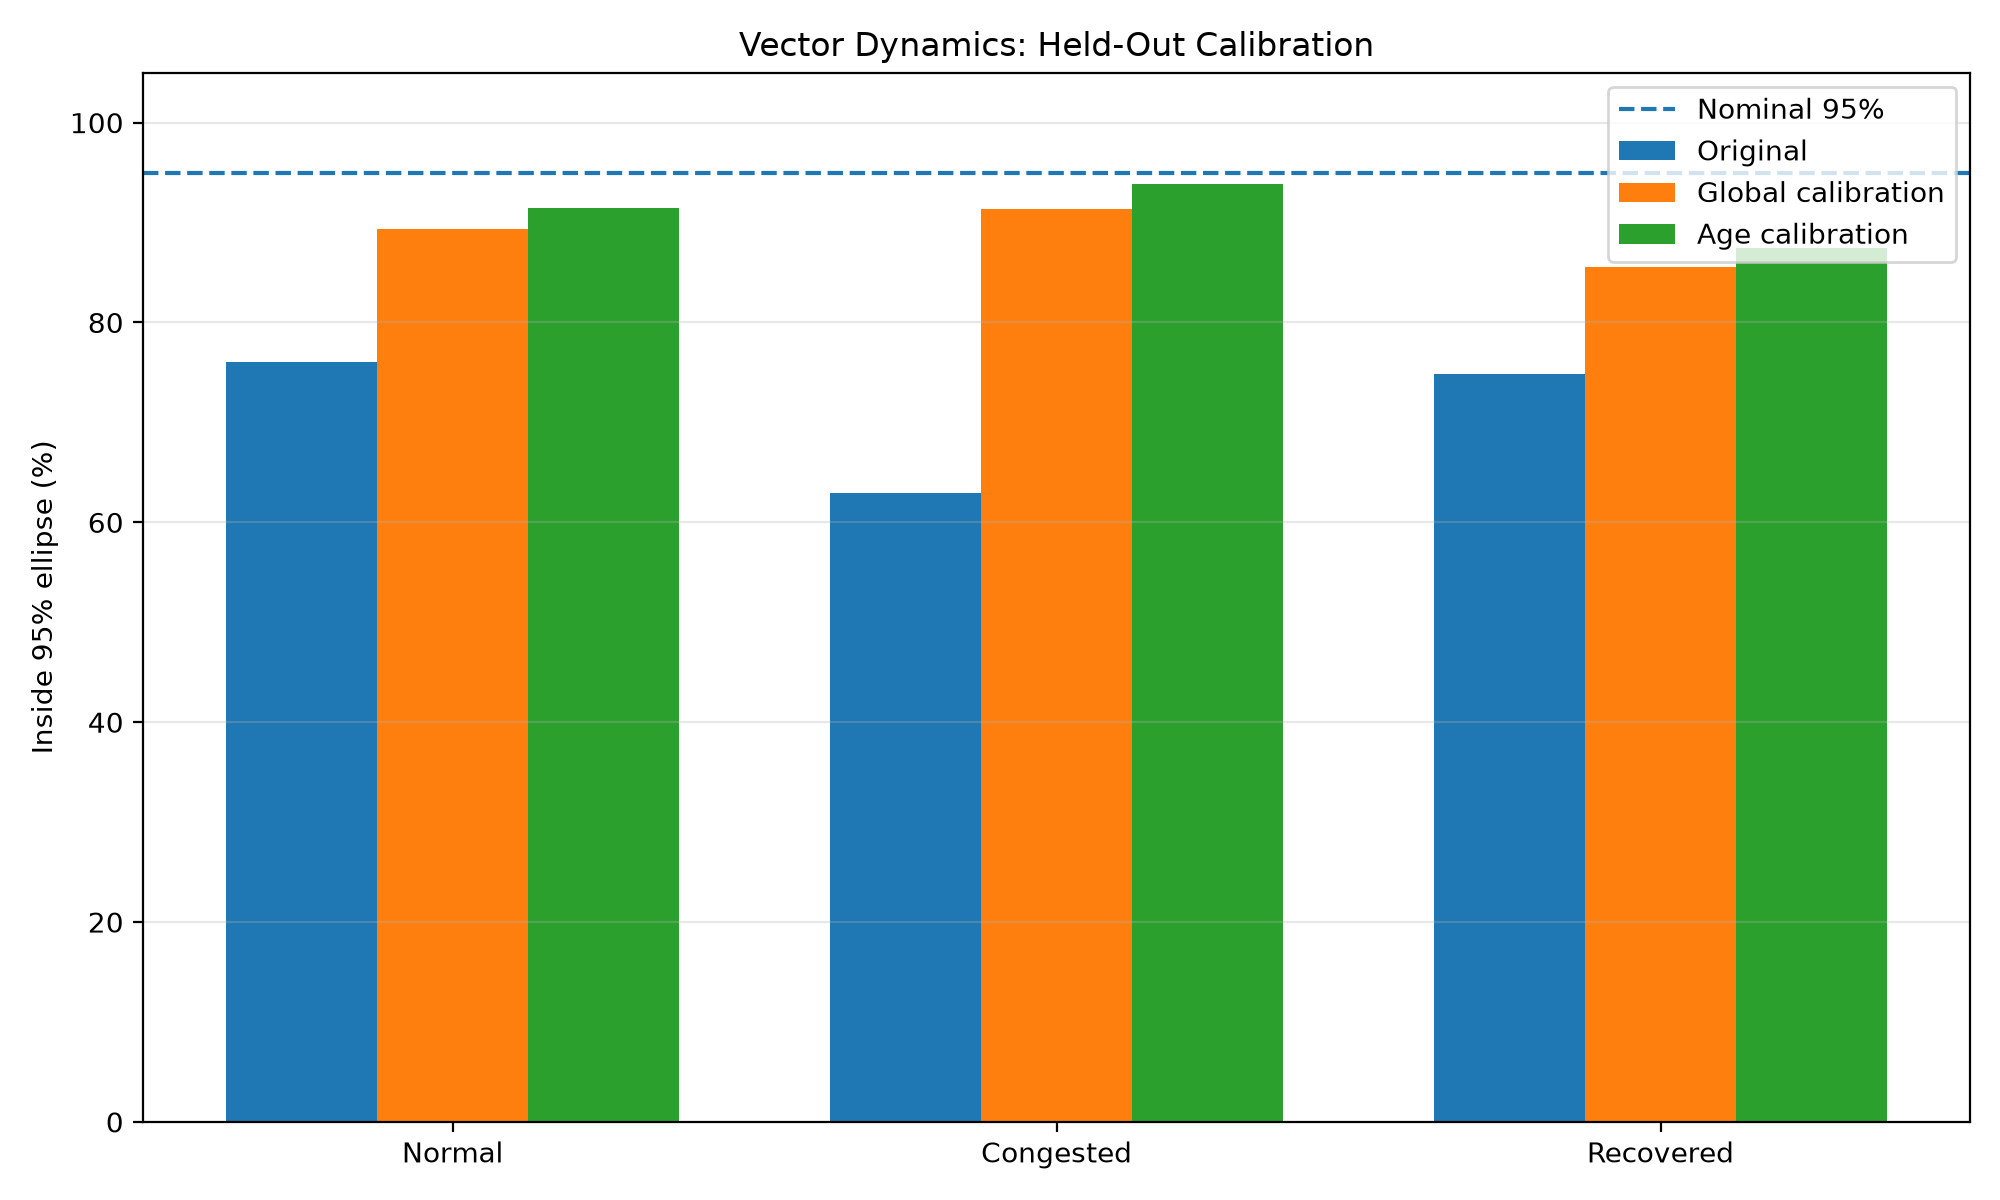 Vector Dynamics: Held-Out Calibration
Nominal 95%
Original
Global calibration
Age calibration
Inside 95% ellipse (%)
100
80
60
40
20
0
Normal
Congested
Recovered